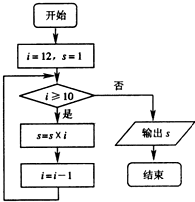 开始
i=12, s=1
i≥10
否
是
s=s×i
输出 s
i=i-1
结束